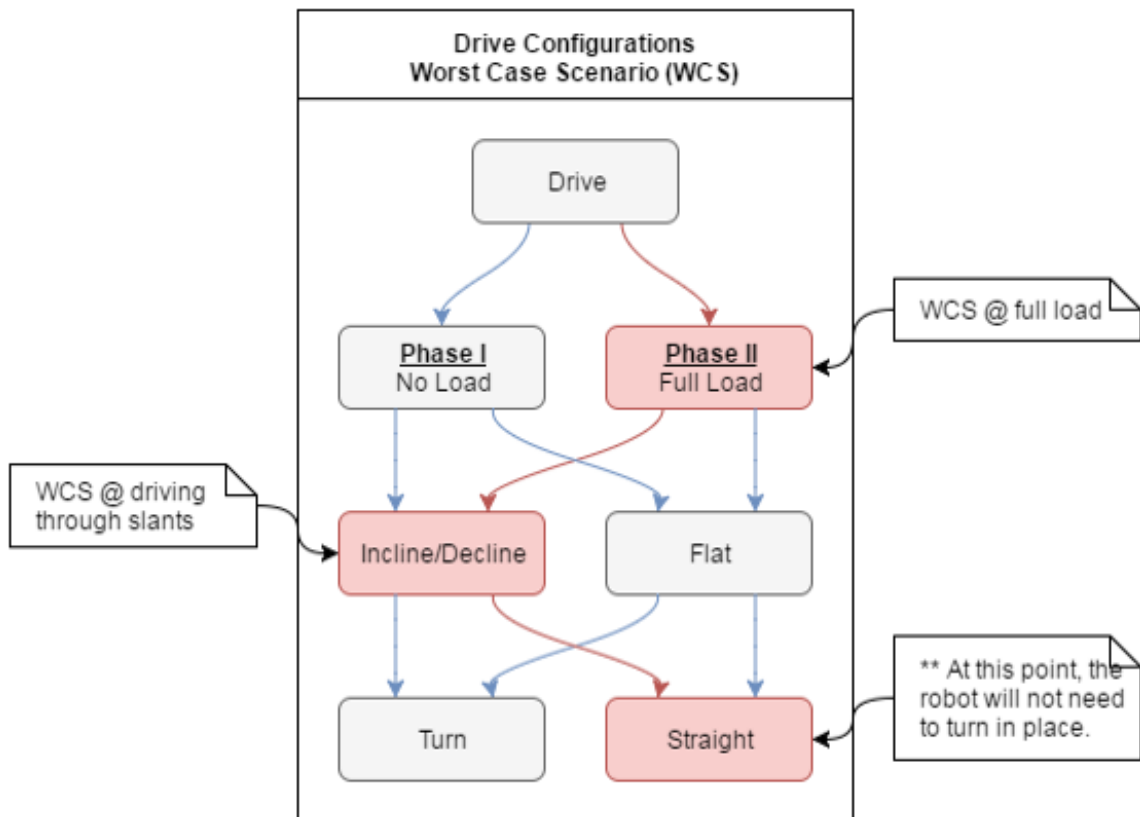 Drive Configurations
Worst Case Scenario (WCS)
Drive
WCS @ full load
Phase I
No Load
Phase II
Full Load
WCS @ driving
through slants
Incline/Decline
Flat
** At this point, the
robot will not need
to turn in place.
Turn
Straight